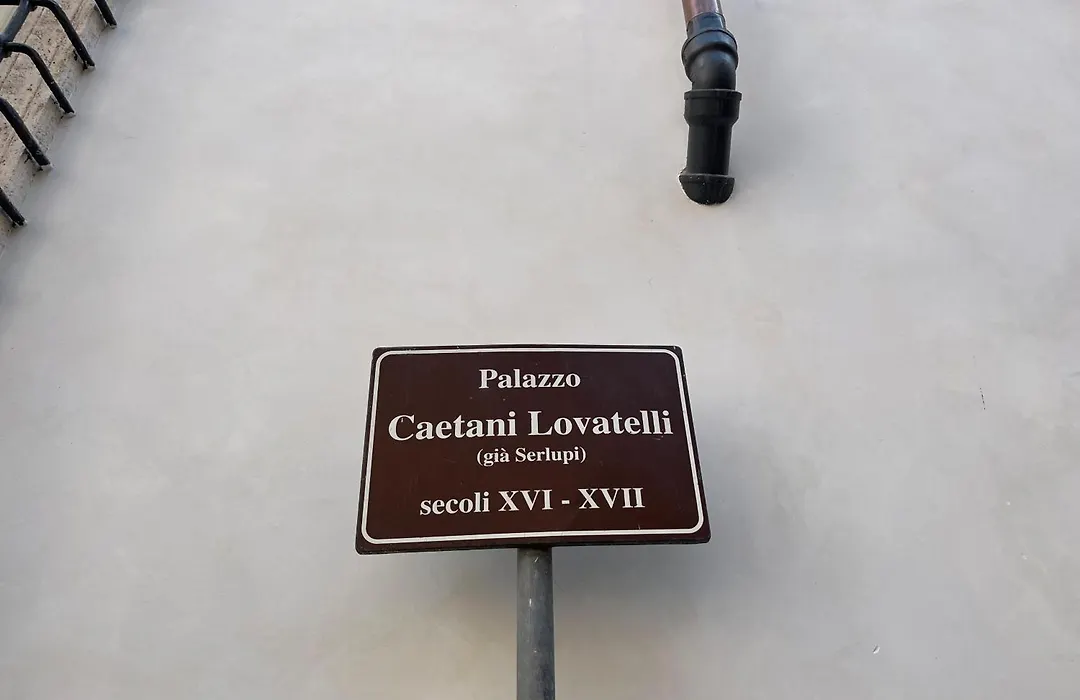 Palazzo
Caetani Lovatelli
(già Serlupi)
secoli XVI - XVII